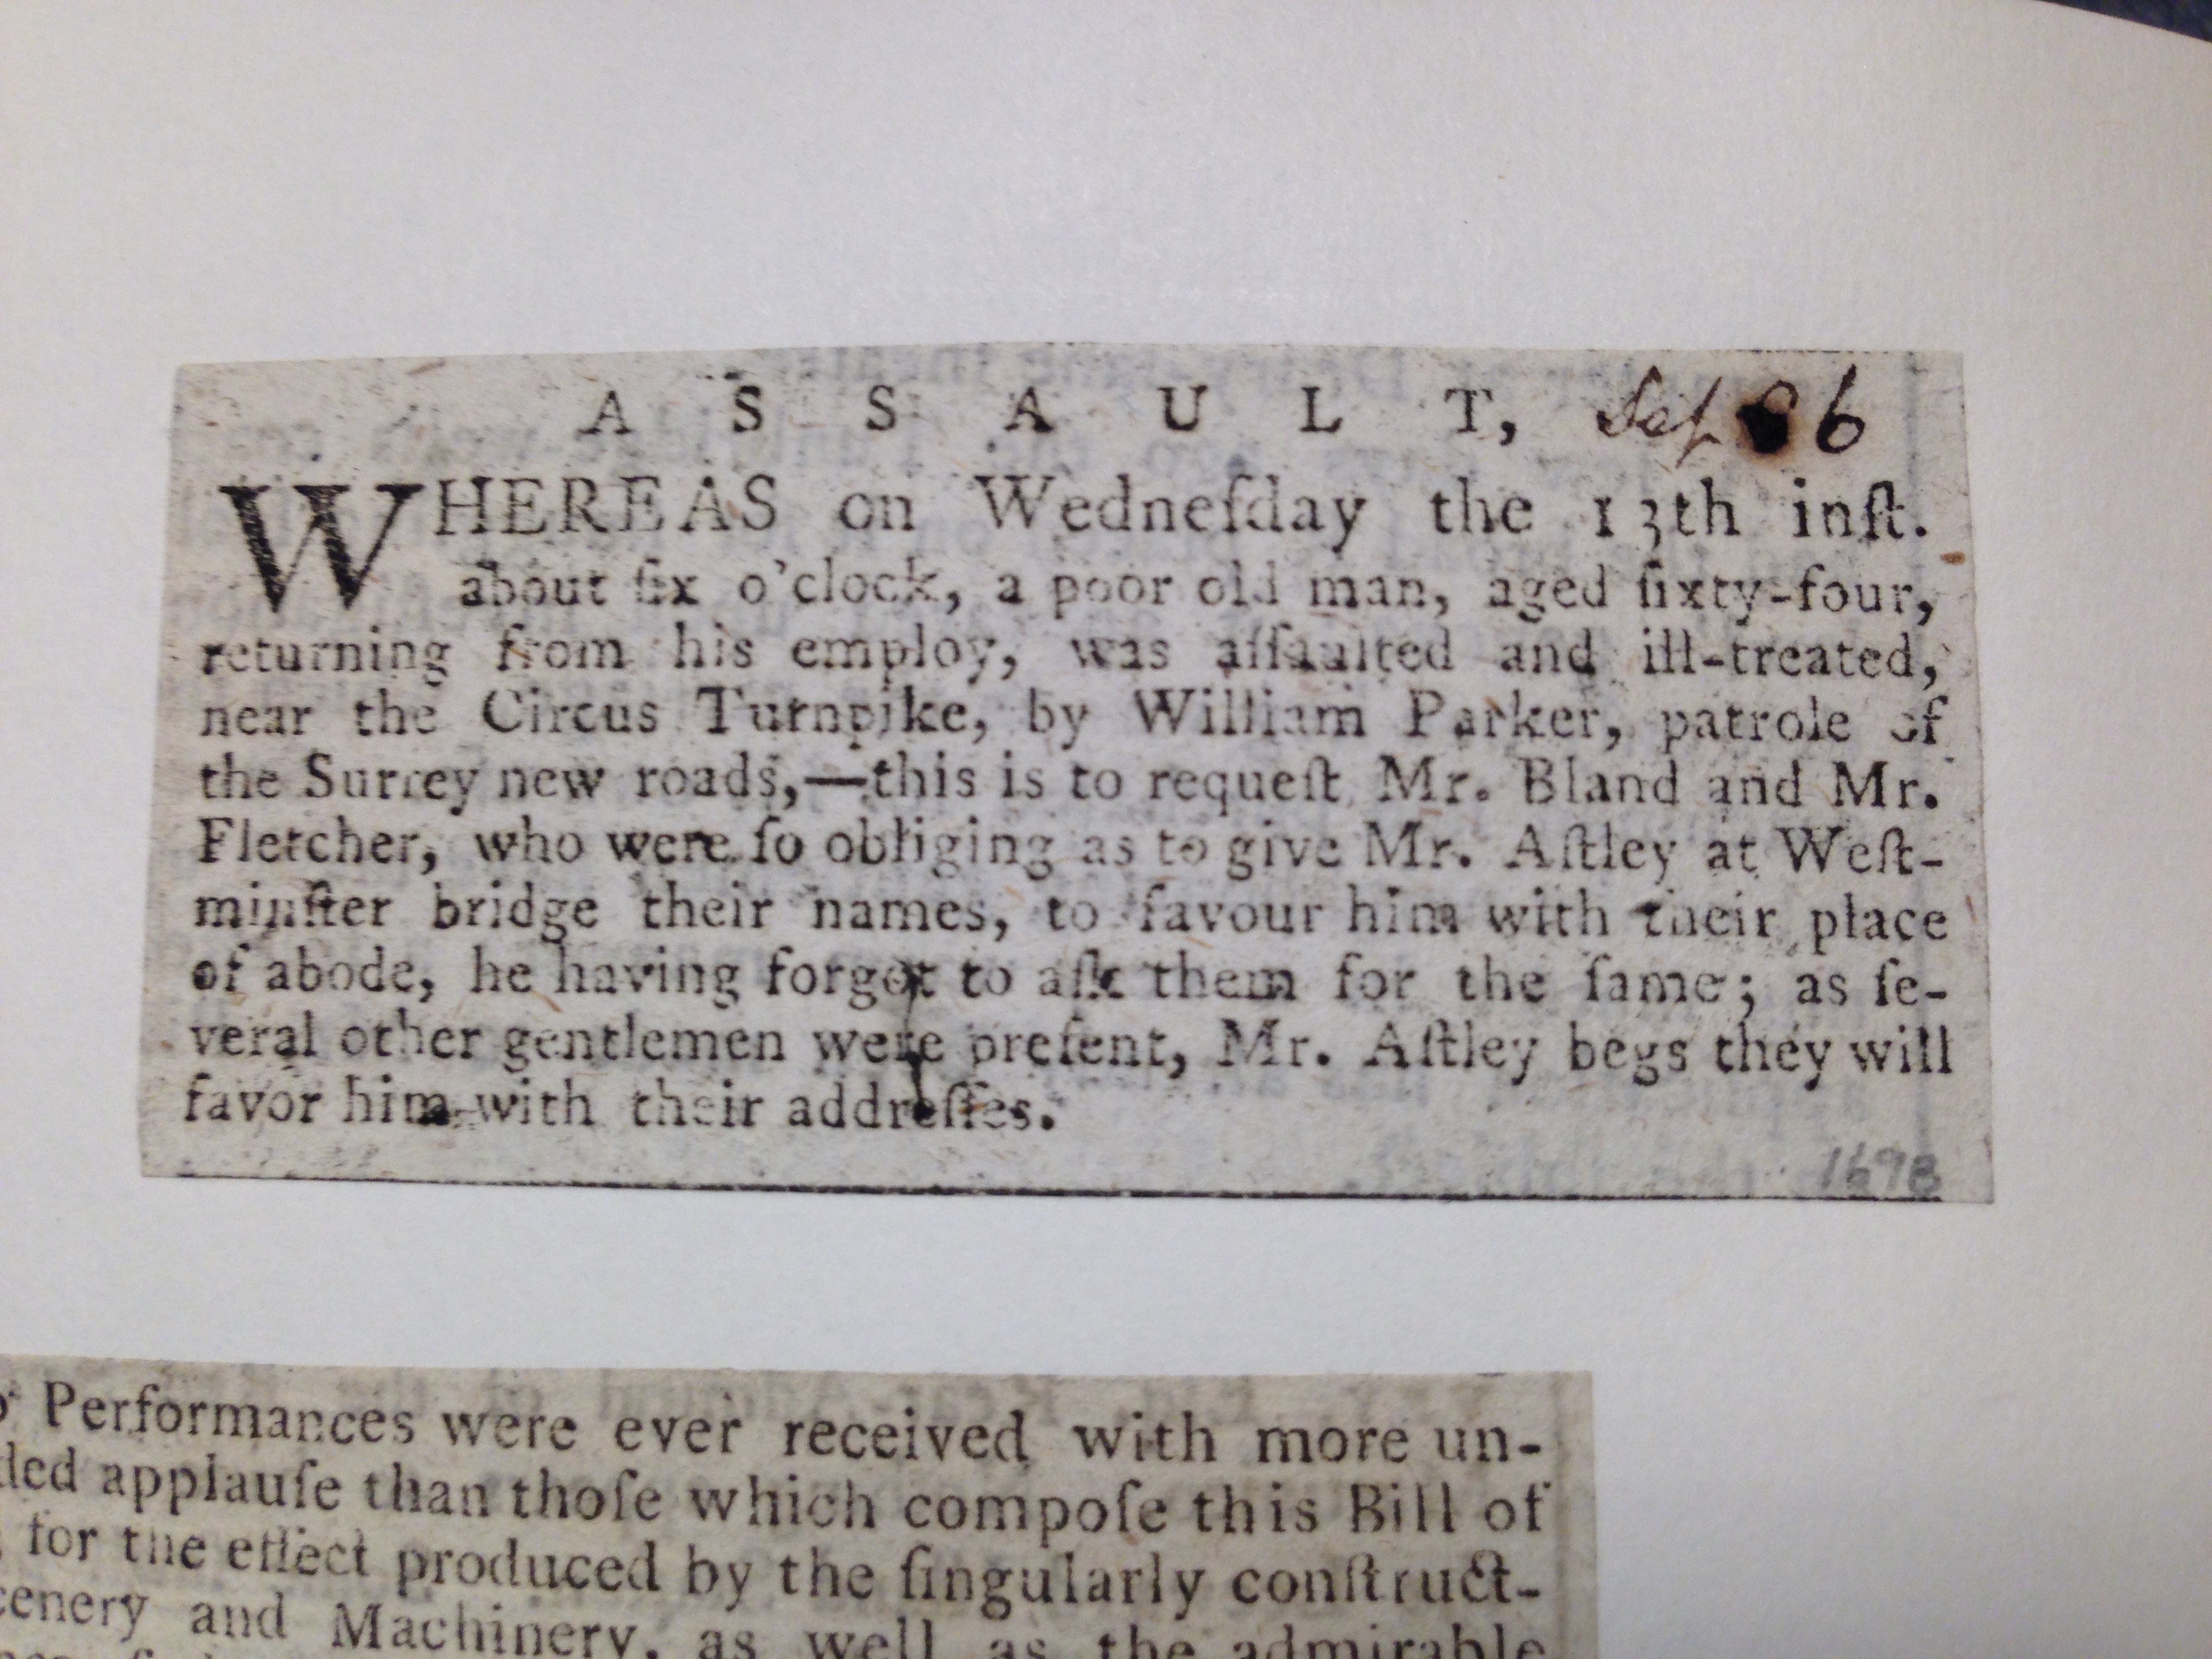 A S S A U L T, Sep 86
WHEREAS on Wedneſday the 13th inſt.
about ſix o'clock, a poor old man, aged ſixty-four,
returning from his employ, was aſſaulted and ill-treated,
near the Circus Turnpike, by William Parker, patrole of
the Surrey new roads,—this is to requeſt Mr. Bland and Mr.
Fletcher, who were ſo obliging as to give Mr. Aſtley at Weſt-
minſter bridge their names, to favour him with their place
of abode, he having forgot to aſk them for the ſame; as ſe-
veral other gentlemen were preſent, Mr. Aſtley begs they will
favor him with their addreſſes.
1698
Performances were ever received with more un-
ded applauſe than thoſe which compoſe this Bill of
for the effect produced by the ſingularly conſtruct-
cenery and Machinery, as well as the admirable